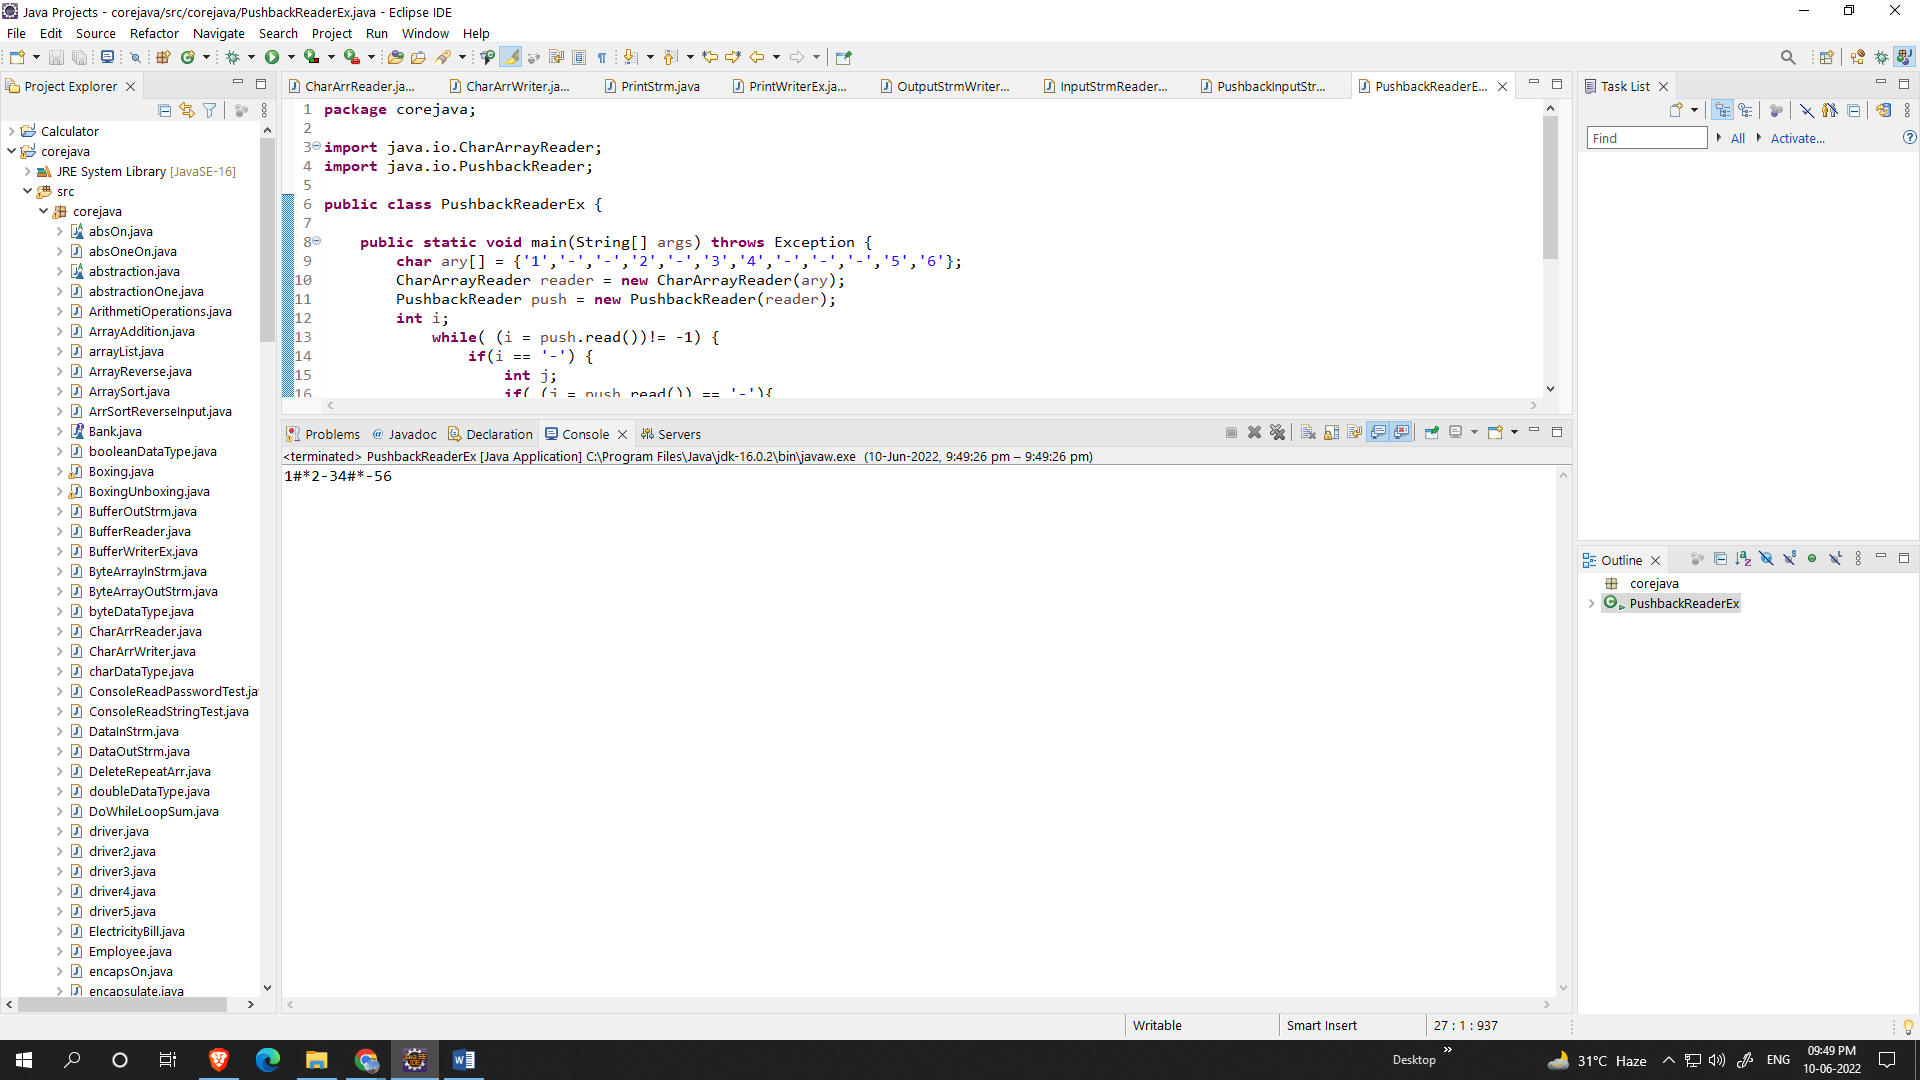 Java Projects - corejava/src/corejava/PushbackReaderEx.java - Eclipse IDE
File Edit Source Refactor Navigate Search Project Run Window Help
Project Explorer
Calculator
corejava
JRE System Library [JavaSE-16]
src
corejava
absOn.java
absOneOn.java
abstraction.java
abstractionOne.java
ArithmetiOperations.java
ArrayAddition.java
arrayList.java
ArrayReverse.java
ArraySort.java
ArrSortReverseInput.java
Bank.java
booleanDataType.java
Boxing.java
BoxingUnboxing.java
BufferOutStrm.java
BufferReader.java
BufferWriterEx.java
ByteArrayInStrm.java
ByteArrayOutStrm.java
byteDataType.java
CharArrReader.java
CharArrWriter.java
charDataType.java
ConsoleReadPasswordTest.ja
ConsoleReadStringTest.java
DataInStrm.java
DataOutStrm.java
DeleteRepeatArr.java
doubleDataType.java
DoWhileLoopSum.java
driver.java
driver2.java
driver3.java
driver4.java
driver5.java
ElectricityBill.java
Employee.java
encapsOn.java
encapsulate.java
CharArrReader.ja... CharArrWriter.ja... PrintStrm.java PrintWriterEx.ja... OutputStrmWriter... InputStrmReader... PushbackInputStr... PushbackReaderE...
1 package corejava;
2
3 import java.io.CharArrayReader;
4 import java.io.PushbackReader;
5
6 public class PushbackReaderEx {
7
8 public static void main(String[] args) throws Exception {
9 char ary[] = {'1','-','-','2','-','3','4','-','-','-','5','6'};
10 CharArrayReader reader = new CharArrayReader(ary);
11 PushbackReader push = new PushbackReader(reader);
12 int i;
13 while( (i = push.read())!= -1) {
14 if(i == '-') {
15 int j;
16 if( (j = push.read()) == '-'){
Problems Javadoc Declaration Console Servers
<terminated> PushbackReaderEx [Java Application] C:\Program Files\Java\jdk-16.0.2\bin\javaw.exe (10-Jun-2022, 9:49:26 pm – 9:49:26 pm)
1#*2-34#*-56
Task List
Find All Activate...
Outline
corejava
PushbackReaderEx
Writable Smart Insert 27 : 1 : 937
Desktop 31°C Haze ENG 09:49 PM
10-06-2022